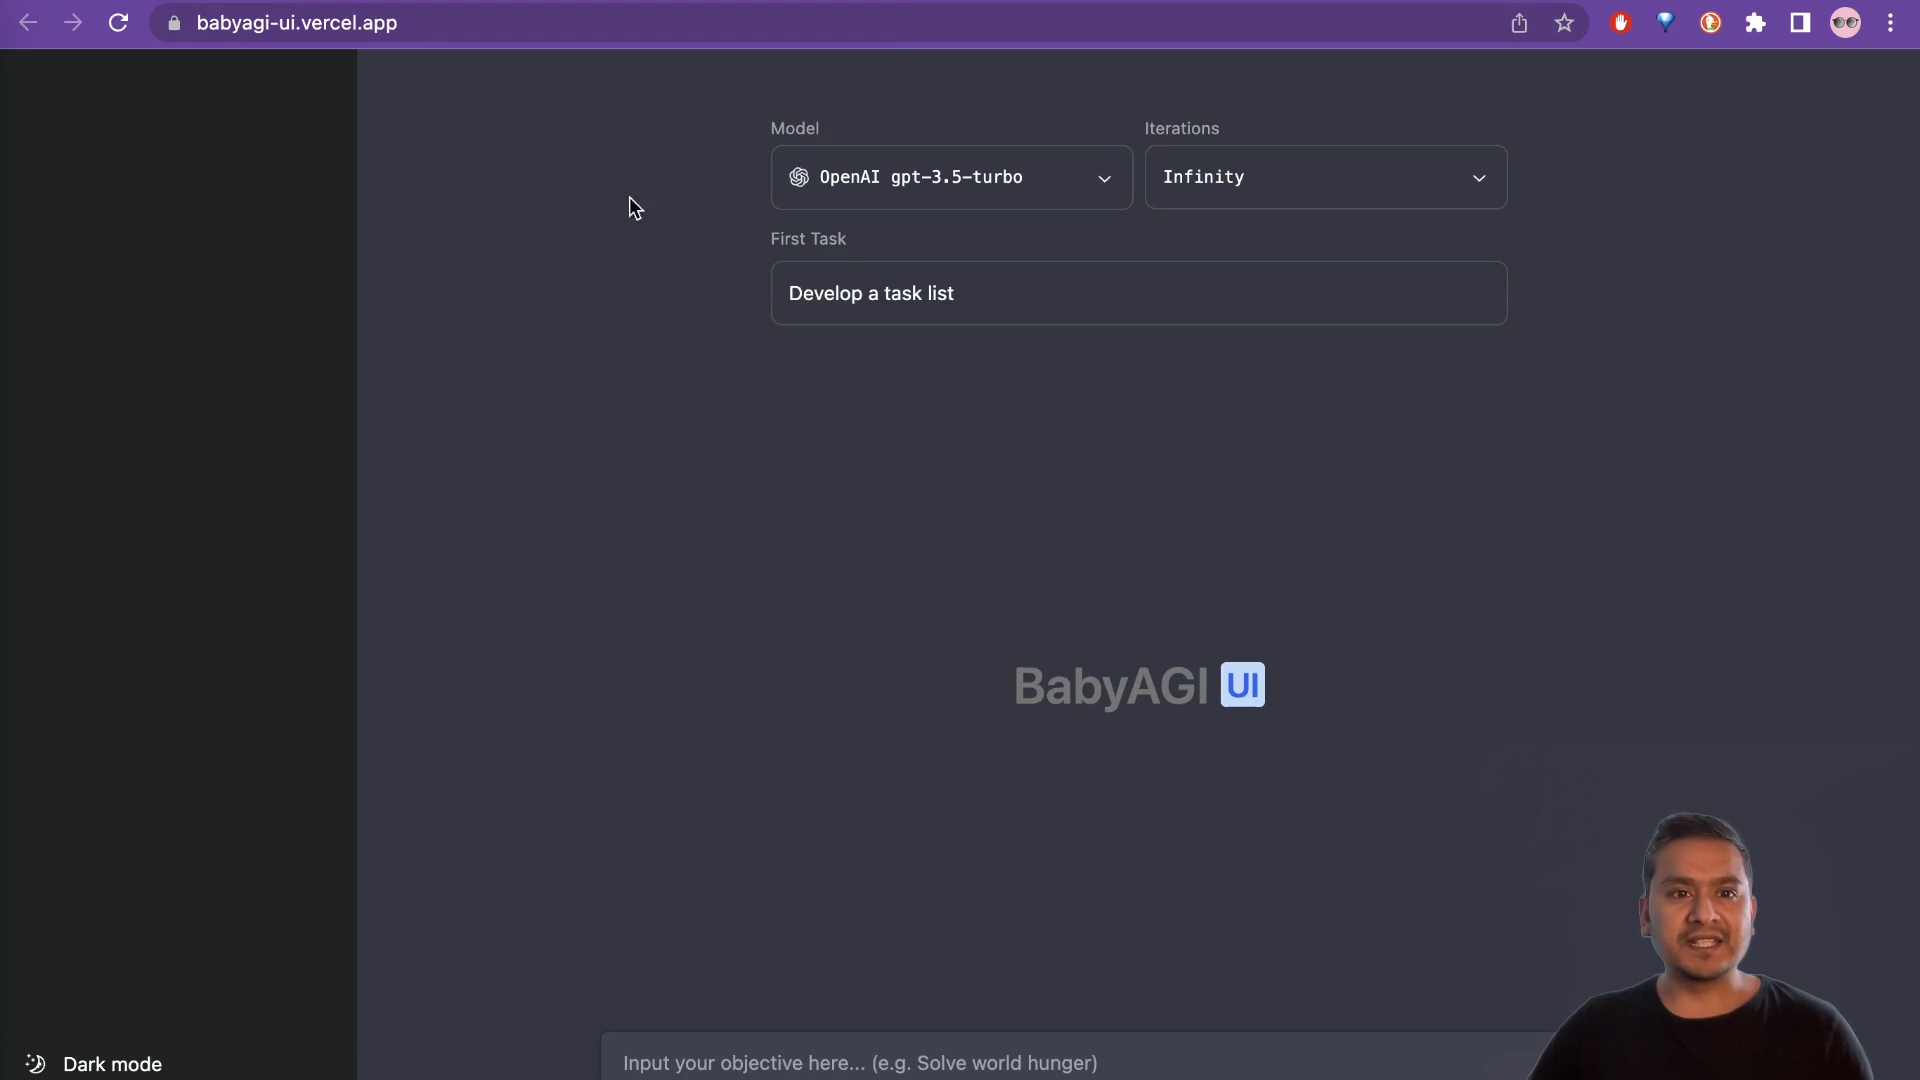 babyagi-ui.vercel.app
Model
Iterations
OpenAI gpt-3.5-turbo
Infinity
First Task
Develop a task list
BabyAGI UI
Input your objective here... (e.g. Solve world hunger)
Dark mode